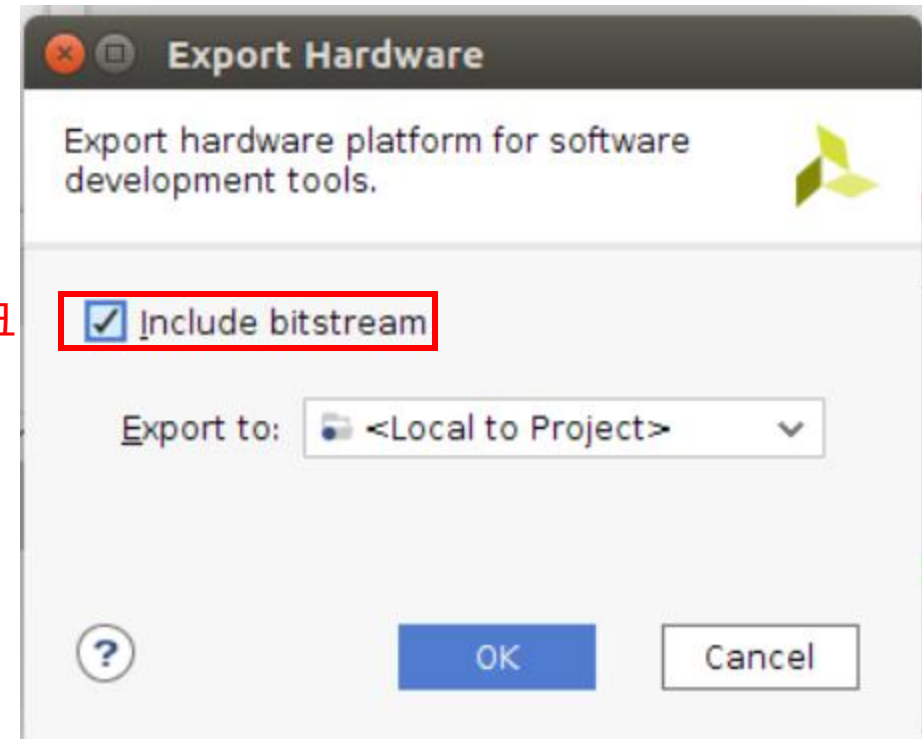 Export Hardware
Export hardware platform for software
development tools.
Include bitstream
Export to: <Local to Project>
?
OK
Cancel